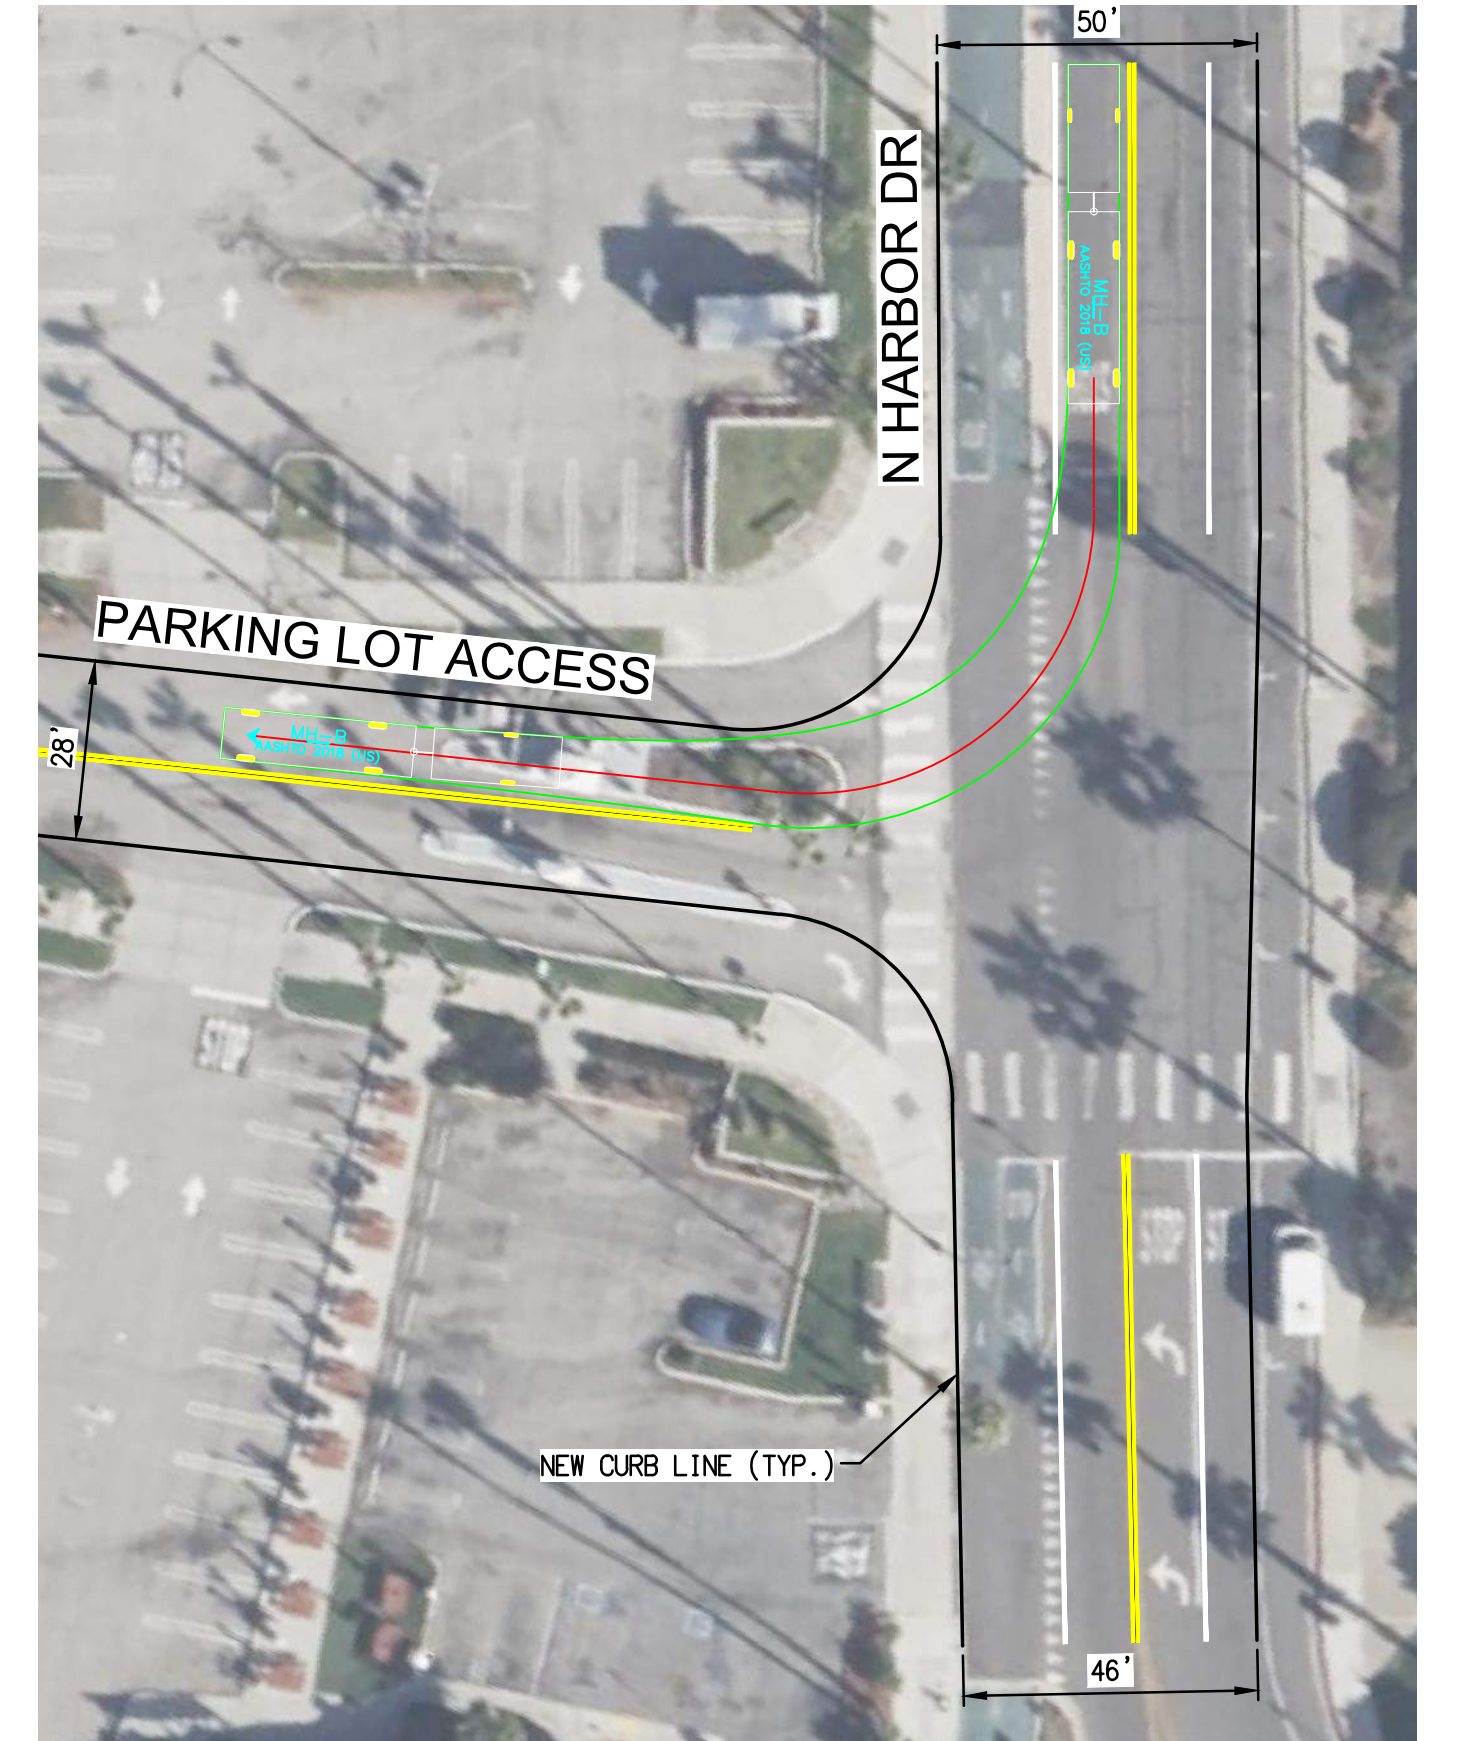 50'
N HARBOR DR
MH-B
AASHTO 2018 (US)
PARKING LOT ACCESS
28'
MH-B
AASHTO 2018 (US)
NEW CURB LINE (TYP.)
46'